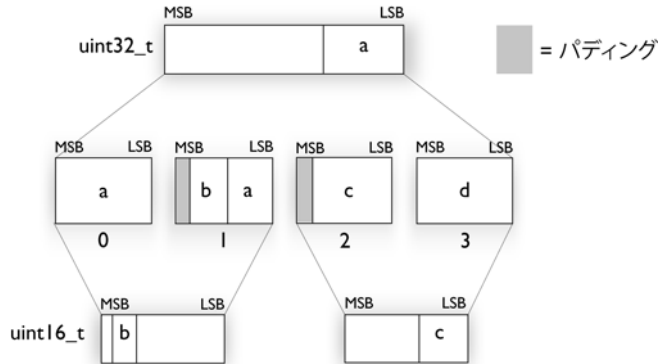 MSB LSB
uint32_t a = パディング
MSB LSB MSB LSB MSB LSB MSB LSB
a b a c d
0 1 2 3
MSB LSB MSB LSB
uint16_t b c